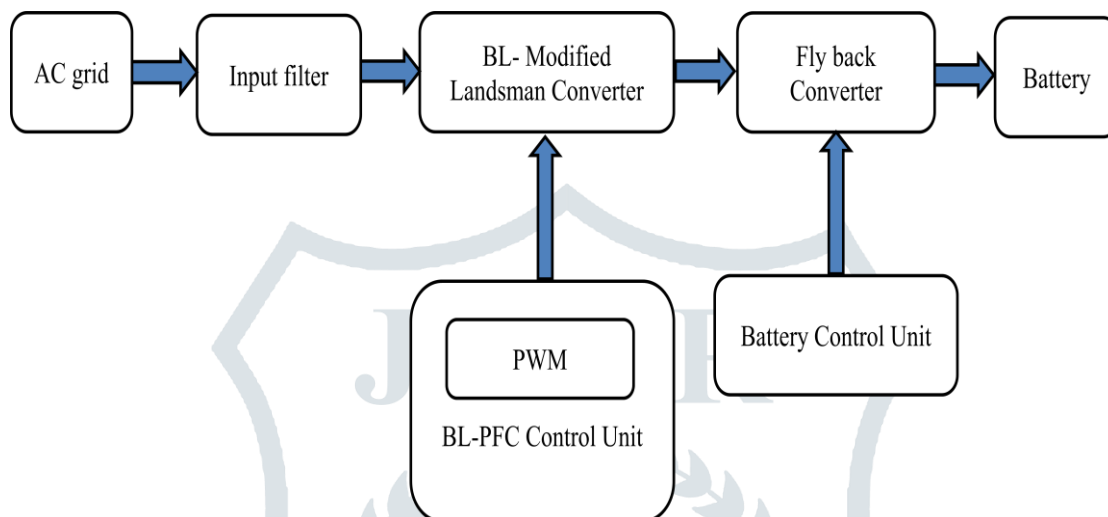 AC grid
Input filter
BL- Modified
Landsman Converter
Fly back
Converter
Battery
PWM
BL-PFC Control Unit
Battery Control Unit